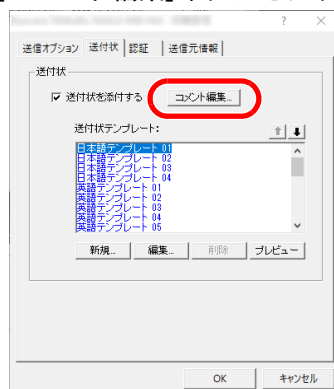 送信オプション 送付状 認証 送信元情報
送付状
送付状を添付する コメント編集...
送付状テンプレート:
日本語テンプレート 01
日本語テンプレート 02
日本語テンプレート 03
日本語テンプレート 04
英語テンプレート 01
英語テンプレート 02
英語テンプレート 03
英語テンプレート 04
英語テンプレート 05
新規... 編集... 削除 プレビュー
OK キャンセル